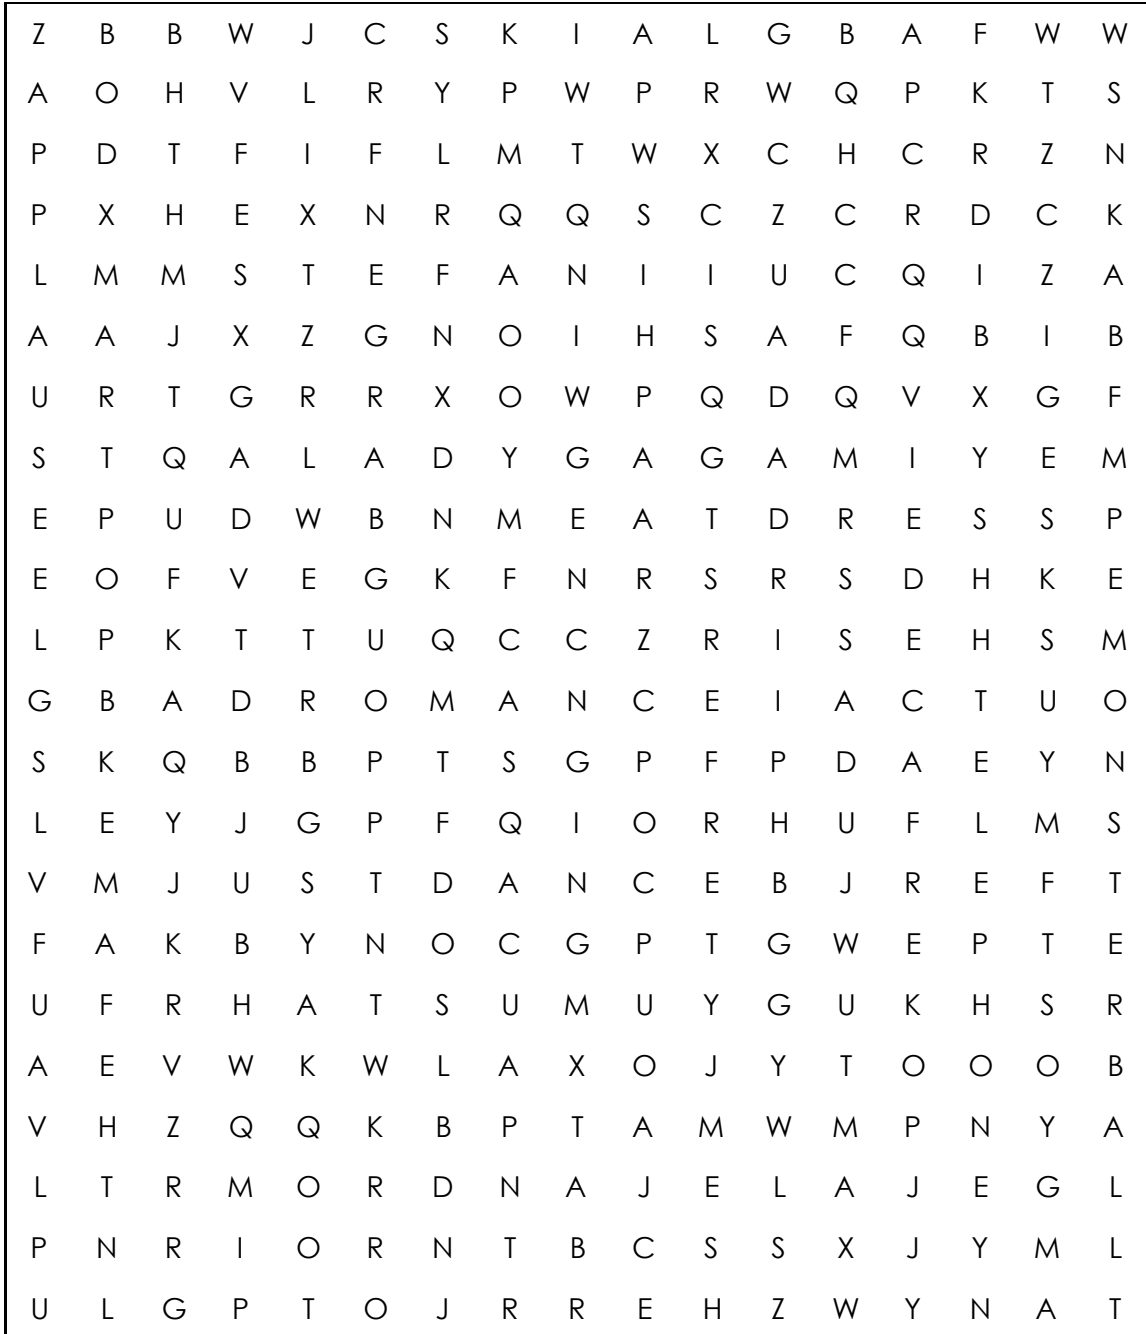 Z B B W J C S K I A L G B A F W W
A O H V L R Y P W P R W Q P K T S
P D T F I F L M T W X C H C R Z N
P X H E X N R Q Q S C Z C R D C K
L M M S T E F A N I I U C Q I Z A
A A J X Z G N O I H S A F Q B I B
U R T G R R X O W P Q D Q V X G F
S T Q A L A D Y G A G A M I Y E M
E P U D W B N M E A T D R E S S P
E O F V E G K F N R S R S D H K E
L P K T T U Q C C Z R I S E H S M
G B A D R O M A N C E I A C T U O
S K Q B B P T S G P F P D A E Y N
L E Y J G P F Q I O R H U F L M S
V M J U S T D A N C E B J R E F T
F A K B Y N O C G P T G W E P T E
U F R H A T S U M U Y G U K H S R
A E V W K W L A X O J Y T O O O B
V H Z Q Q K B P T A M W M P N Y A
L T R M O R D N A J E L A J E G L
P N R I O R N T B C S S X J Y M L
U L G P T O J R R E H Z W Y N A T